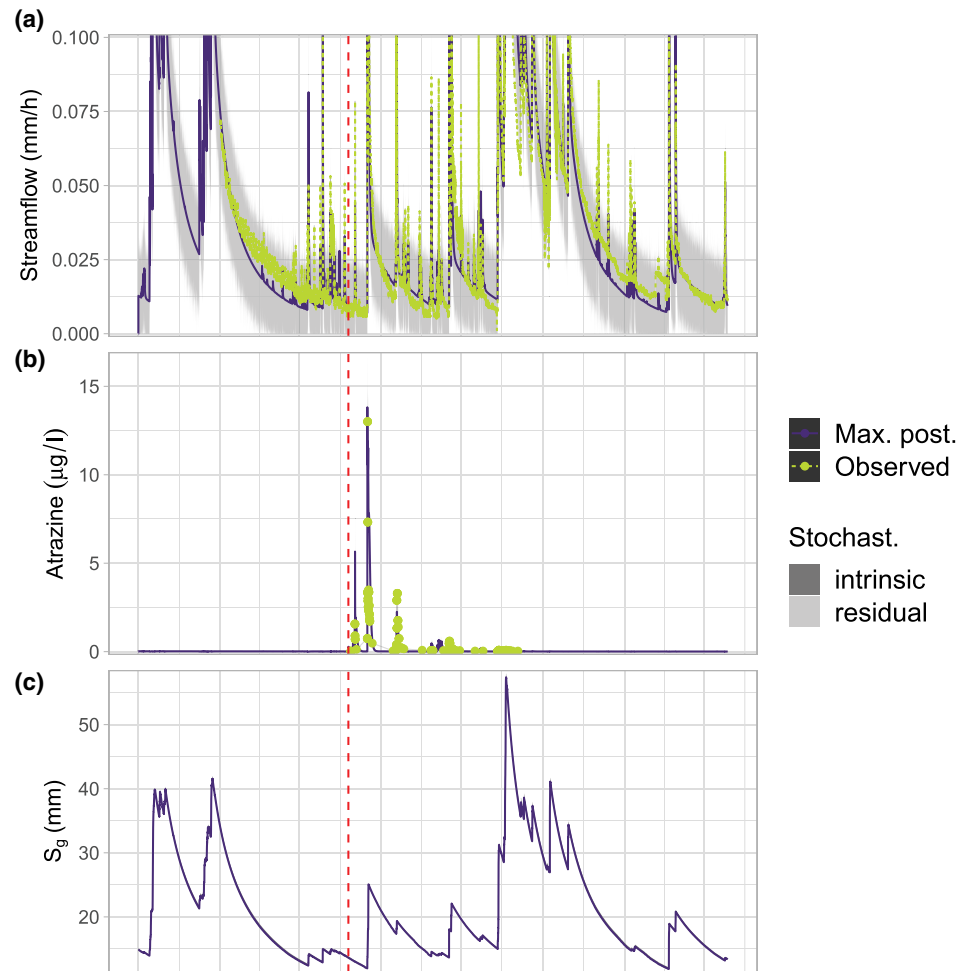 (a)
0.100
0.075
0.050
0.025
0.000
Streamflow (mm/h)
(b)
15
10
5
0
Atrazine (µg/l)
Max. post.
Observed
Stochast.
intrinsic
residual
(c)
50
40
30
20
Sg (mm)